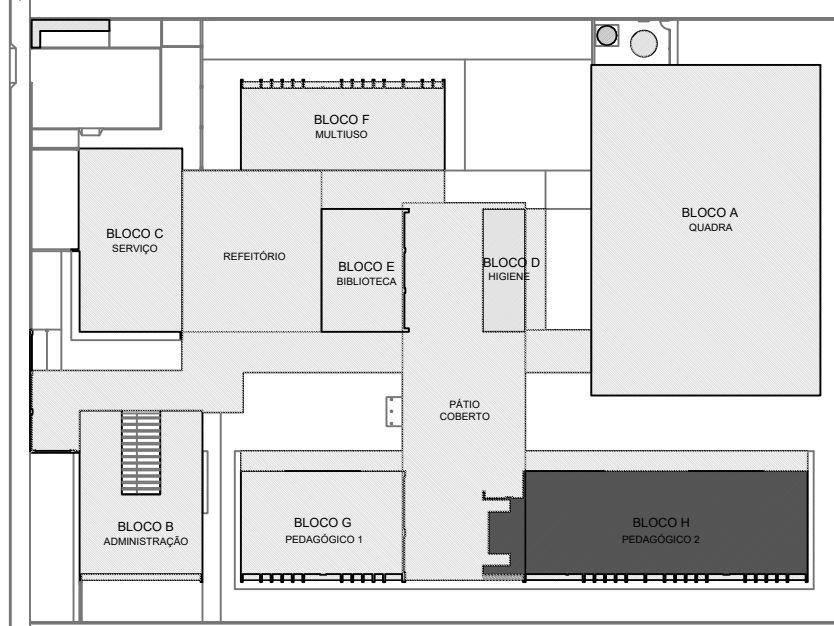 BLOCO F
MULTIUSO
BLOCO A
QUADRA
BLOCO C
SERVIÇO
REFEITÓRIO
BLOCO E
BIBLIOTECA
BLOCO D
HIGIENE
PÁTIO
COBERTO
BLOCO B
ADMINISTRAÇÃO
BLOCO G
PEDAGÓGICO 1
BLOCO H
PEDAGÓGICO 2